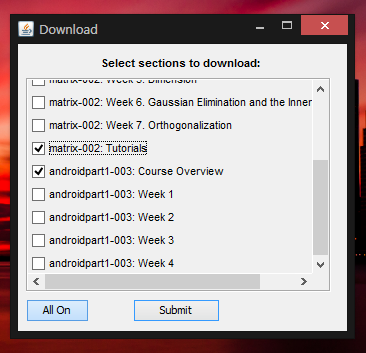 Download
Select sections to download:
matrix-002: Week 5. Dimension
matrix-002: Week 6. Gaussian Elimination and the Inner
matrix-002: Week 7. Orthogonalization
matrix-002: Tutorials
androidpart1-003: Course Overview
androidpart1-003: Week 1
androidpart1-003: Week 2
androidpart1-003: Week 3
androidpart1-003: Week 4
All On
Submit